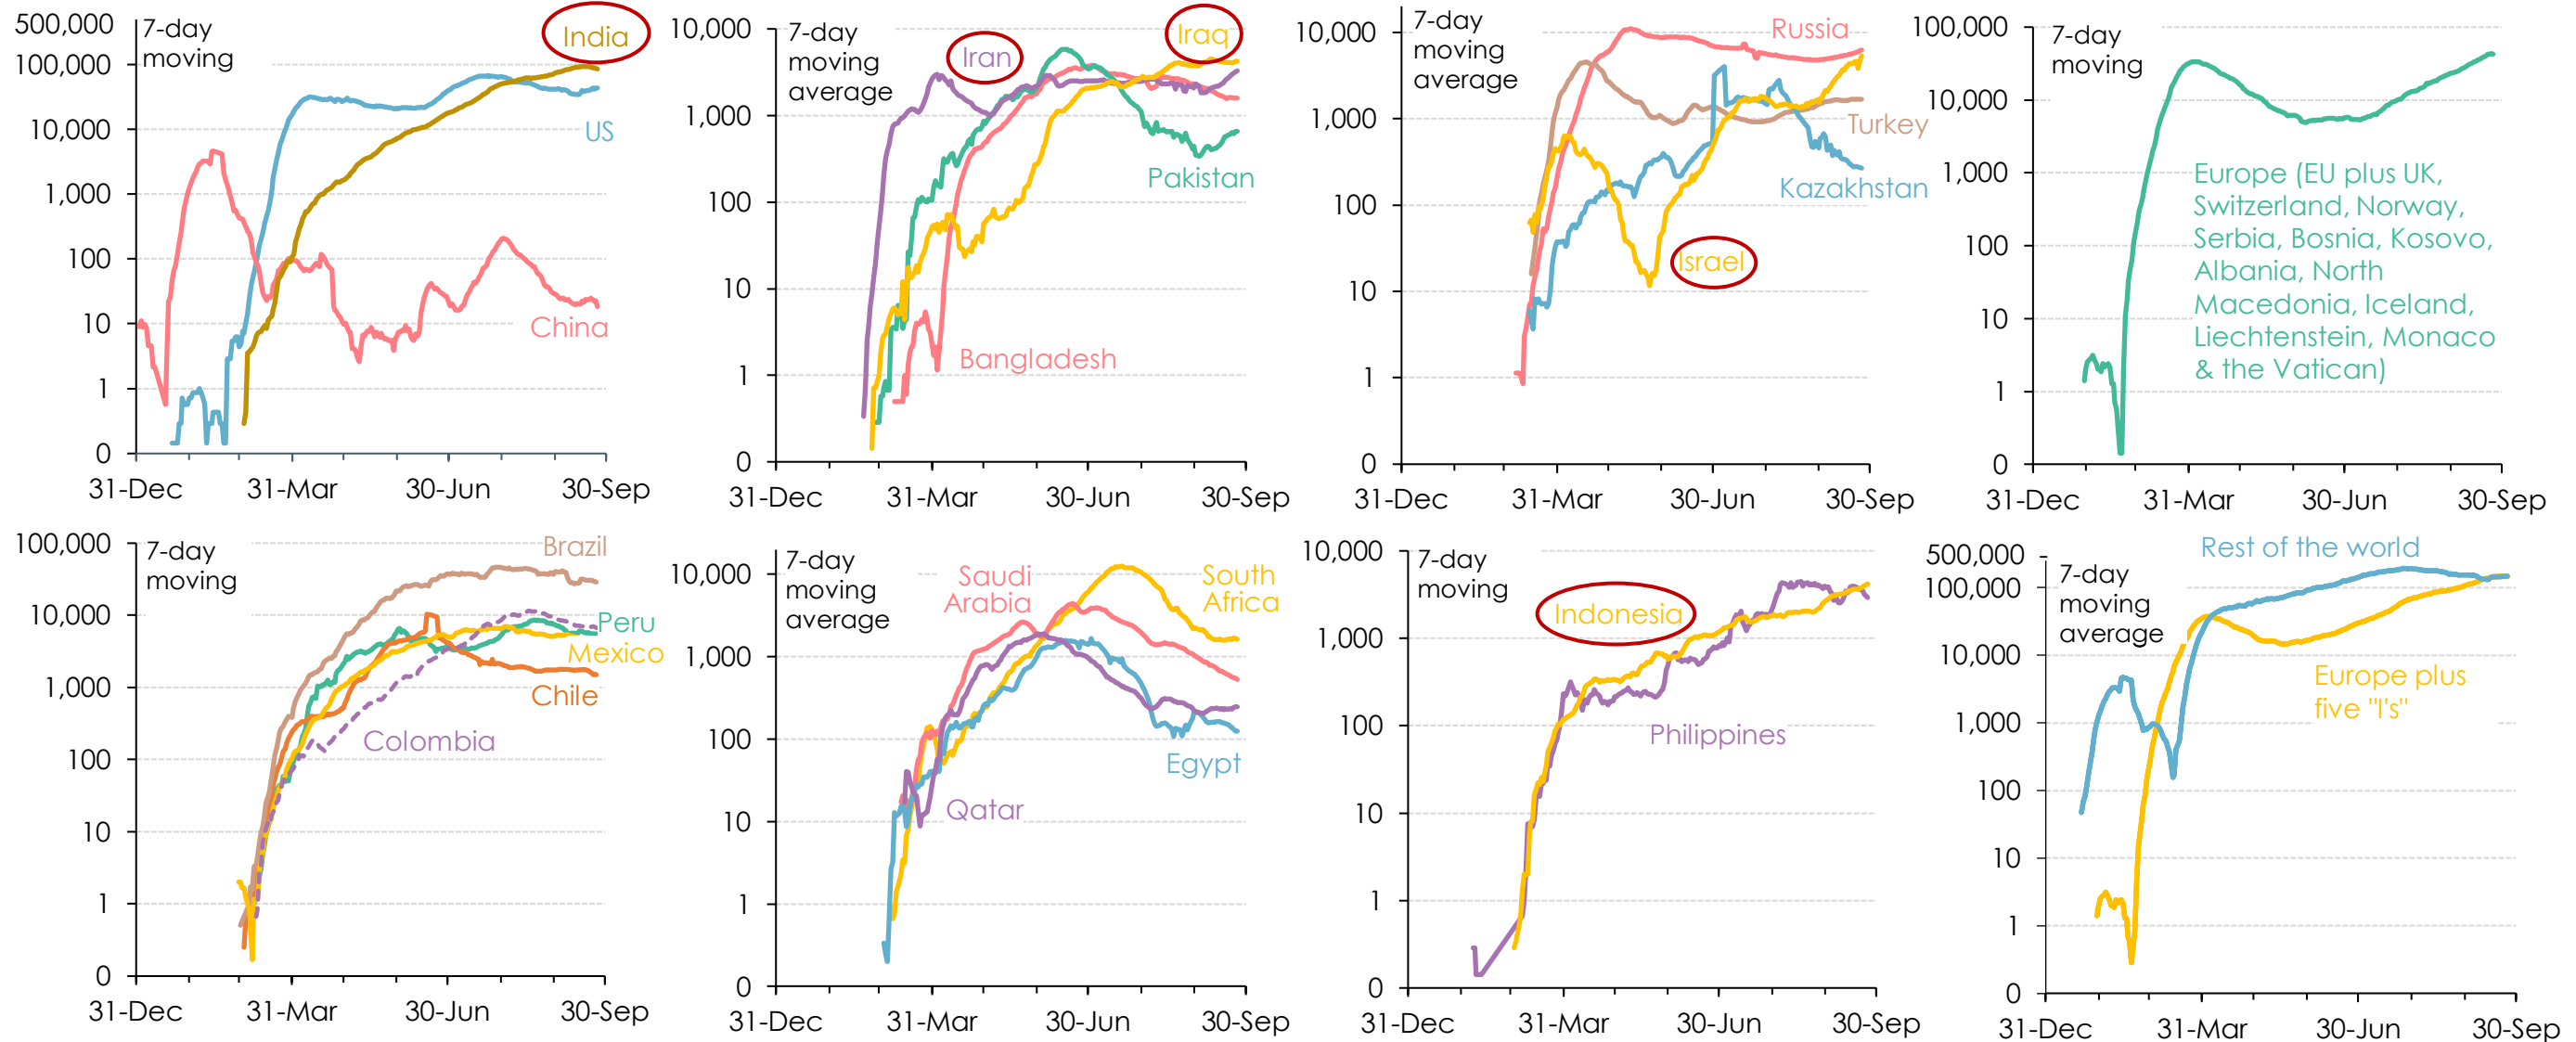 500,000
100,000
10,000
1,000
100
10
1
0
7-day
moving
India
US
China
31-Dec
31-Mar
30-Jun
30-Sep
10,000
1,000
100
10
1
0
7-day
moving
average
Iran
Iraq
Pakistan
Bangladesh
31-Dec
31-Mar
30-Jun
30-Sep
10,000
1,000
100
10
1
0
7-day
moving
average
Russia
Turkey
Kazakhstan
Israel
31-Dec
31-Mar
30-Jun
30-Sep
100,000
10,000
1,000
100
10
1
0
7-day
moving
Europe (EU plus UK,
Switzerland, Norway,
Serbia, Bosnia, Kosovo,
Albania, North
Macedonia, Iceland,
Liechtenstein, Monaco
& the Vatican)
31-Dec
31-Mar
30-Jun
30-Sep
100,000
10,000
1,000
100
10
1
0
7-day
moving
Brazil
Peru
Mexico
Chile
Colombia
31-Dec
31-Mar
30-Jun
30-Sep
10,000
1,000
100
10
1
0
7-day
moving
average
Saudi
Arabia
South
Africa
Egypt
Qatar
31-Dec
31-Mar
30-Jun
30-Sep
10,000
1,000
100
10
1
0
7-day
moving
Indonesia
Philippines
31-Dec
31-Mar
30-Jun
30-Sep
500,000
100,000
10,000
1,000
100
10
1
0
7-day
moving
average
Rest of the world
Europe plus
five "I's"
31-Dec
31-Mar
30-Jun
30-Sep